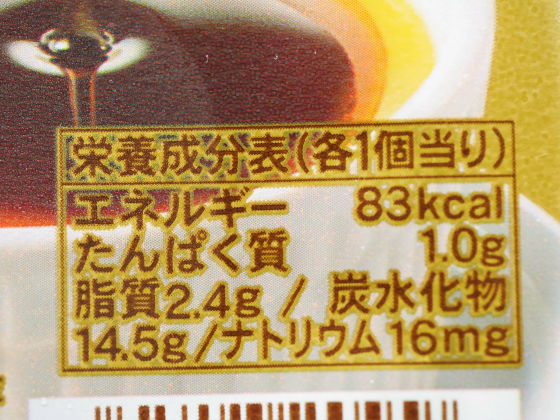 栄養成分表(各1個当り)
エネルギー 83kcal
たんぱく質 1.0g
脂質2.4g / 炭水化物
14.5g/ナトリウム16mg